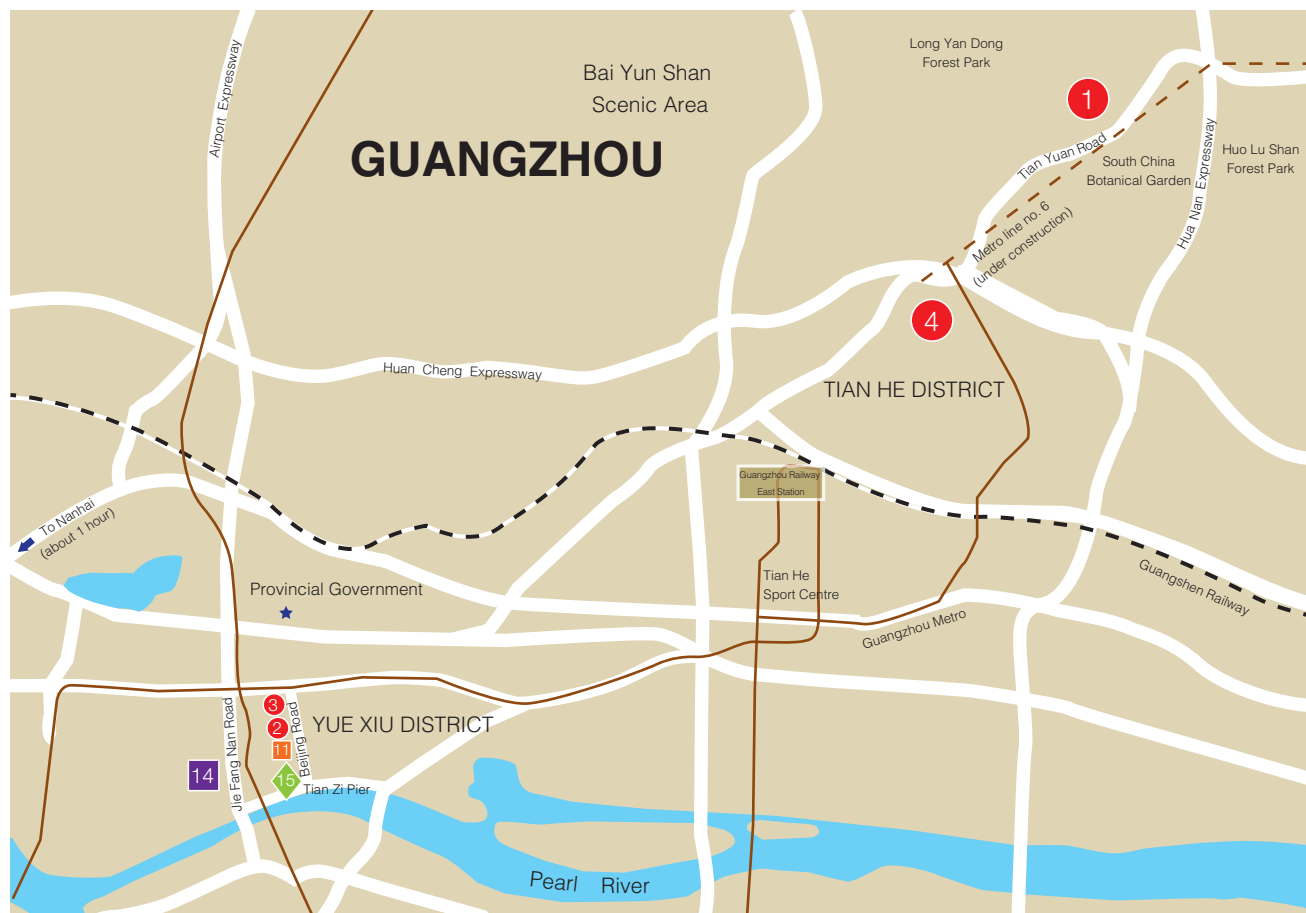 Long Yan Dong
Forest Park
Bai Yun Shan
Scenic Area
Airport Expressway
1
GUANGZHOU
Tian Yuan Road
South China
Botanical Garden
Huo Lu Shan
Forest Park
Hua Nan Expressway
Metro line no. 6
(under construction)
4
Huan Cheng Expressway
TIAN HE DISTRICT
Guangzhou Railway
East Station
To Nanhai
(about 1 hour)
Provincial Government
Tian He
Sport Centre
Guangshen Railway
Guangzhou Metro
3
2
11
15
14
Jie Fang Nan Road
Beijing Road
YUE XIU DISTRICT
Tian Zi Pier
Pearl River